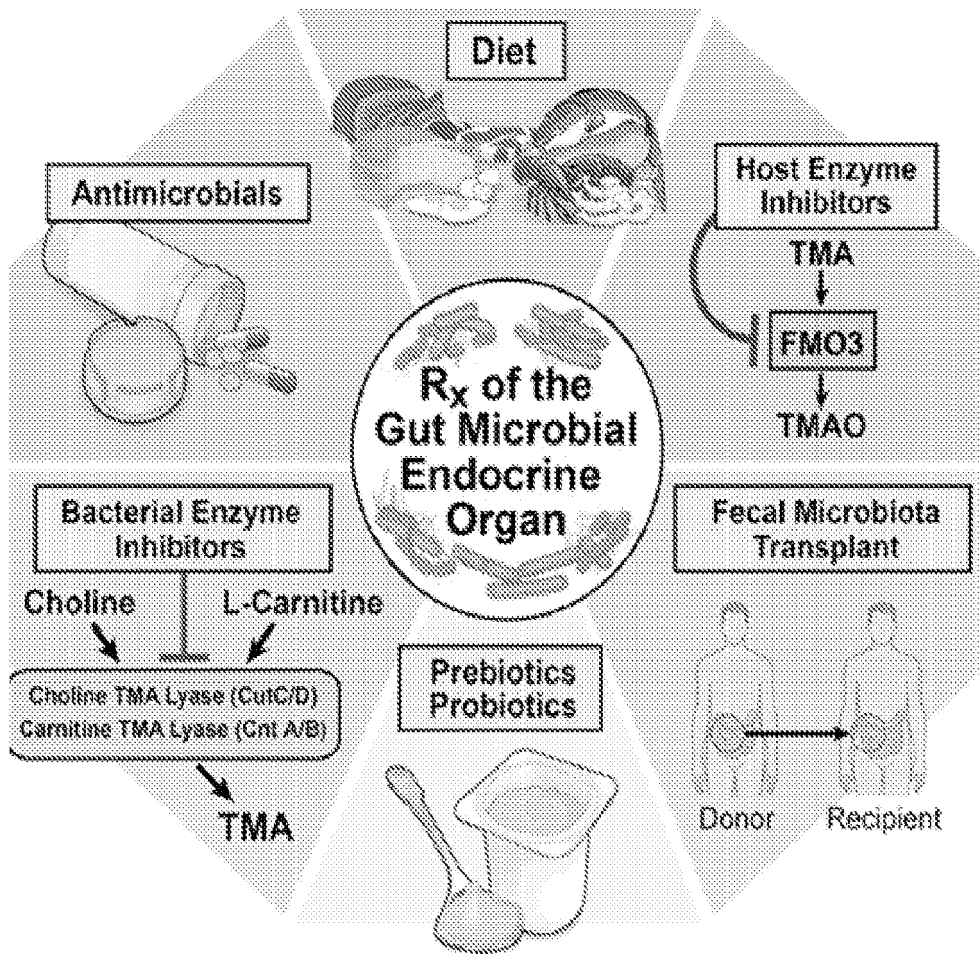 Diet
Antimicrobials
Host Enzyme
Inhibitors
TMA
FMO3
TMAO
Rx of the
Gut Microbial
Endocrine
Organ
Bacterial Enzyme
Inhibitors
Choline
L-Carnitine
Choline TMA Lyase (CutC/D)
Carnitine TMA Lyase (Cnt A/B)
TMA
Prebiotics
Probiotics
Fecal Microbiota
Transplant
Donor
Recipient